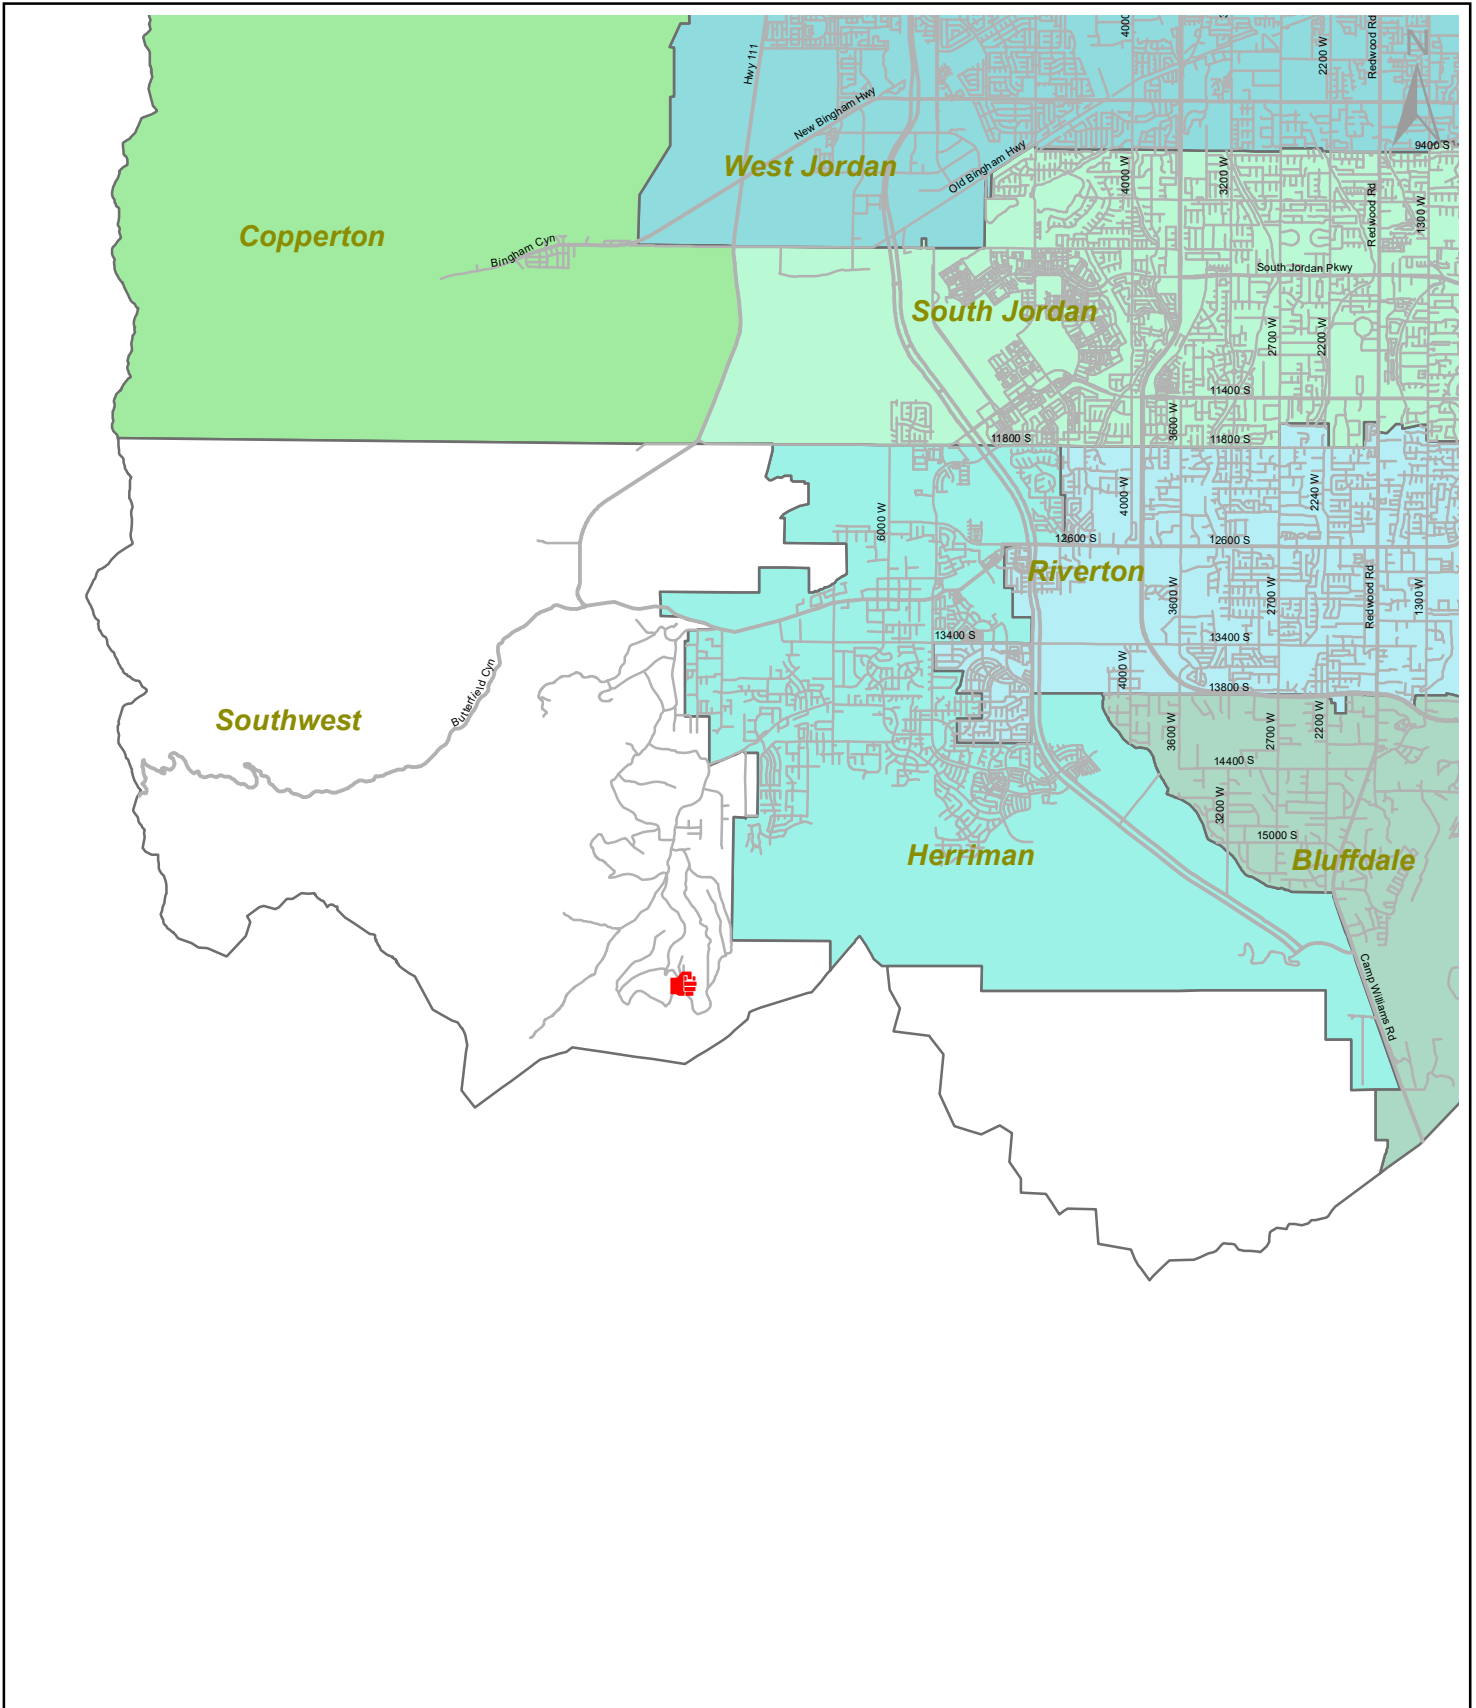 4000
2200 W
Redwood Rd
N
Hwy 111
New Bingham Hwy
9400 S
West Jordan
Old Bingham Hwy
4000 W
3200 W
Redwood Rd
1300 W
Copperton
Bingham Cyn
South Jordan Pkwy
South Jordan
2700 W
2200 W
11400 S
3600 W
11800 S
11800 S
6000 W
4000 W
2240 W
12600 S
12600 S
Riverton
3600 W
2700 W
Redwood Rd
1300 W
13400 S
13400 S
4000 W
13800 S
Butterfield Cyn
Southwest
3600 W
2700 W
2200 W
14400 S
3200 W
15000 S
Herriman
Bluffdale
Camp Williams Rd